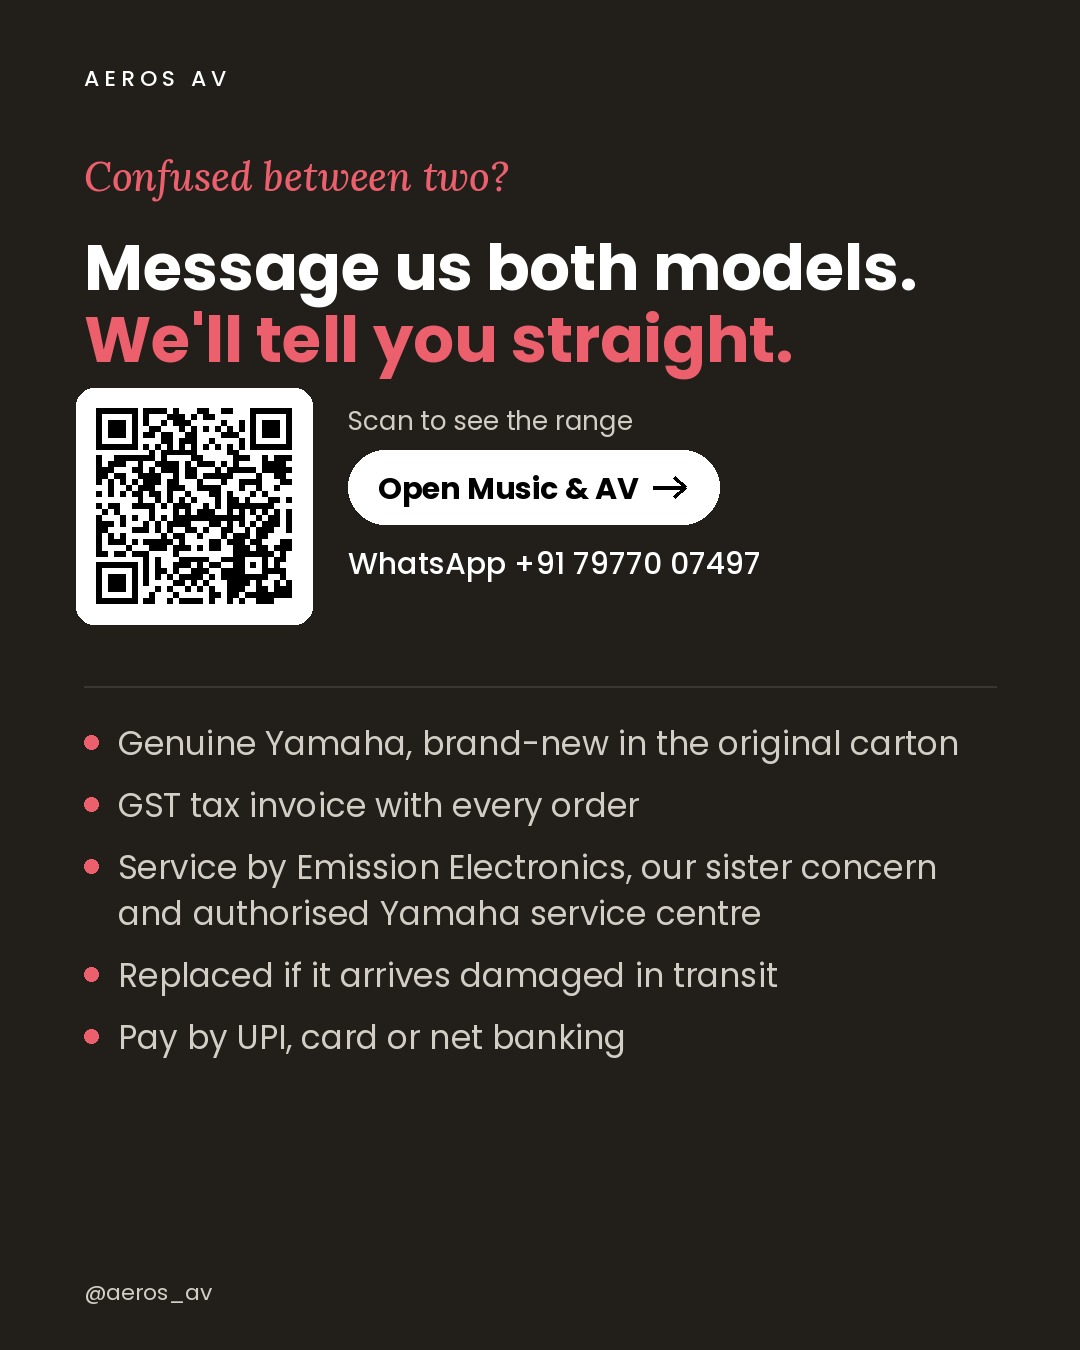 AEROS AV
Confused between two?
Message us both models.
We'll tell you straight.
Scan to see the range
Open Music & AV →
WhatsApp +91 79770 07497
Genuine Yamaha, brand-new in the original carton
GST tax invoice with every order
Service by Emission Electronics, our sister concern
and authorised Yamaha service centre
Replaced if it arrives damaged in transit
Pay by UPI, card or net banking
@aeros_av